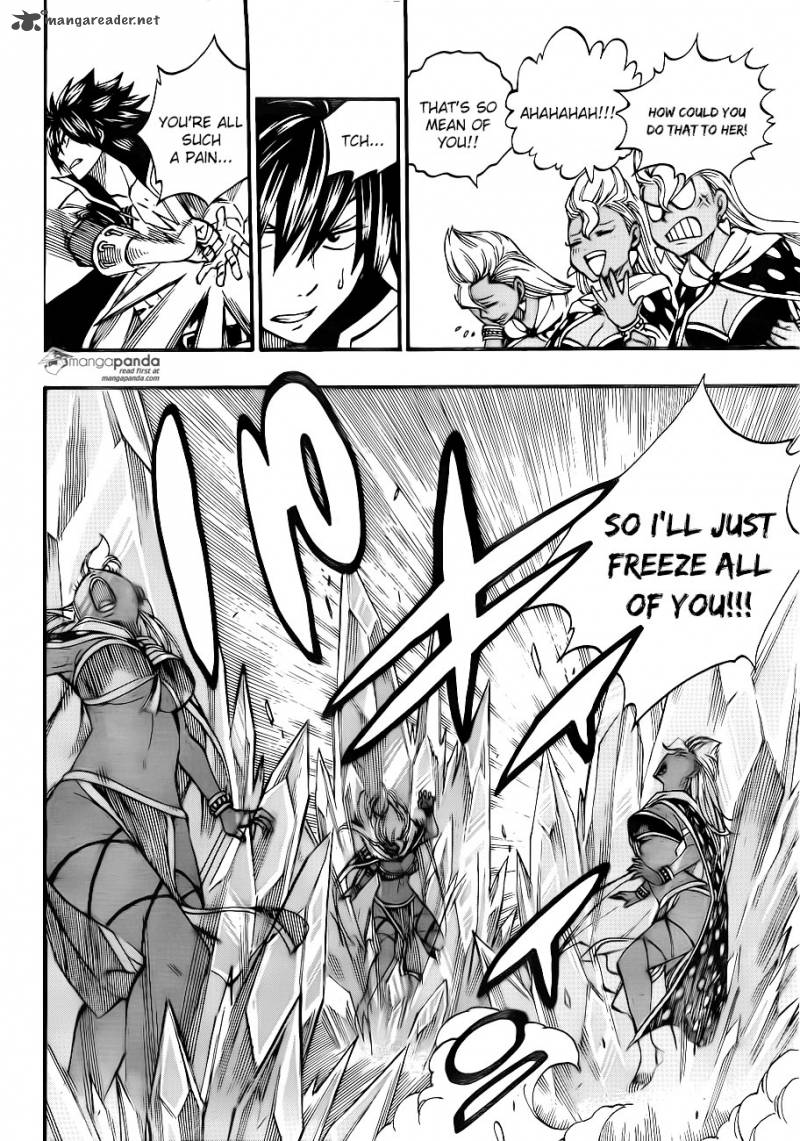 mangareader.net
HOW COULD YOU
DO THAT TO HER!
AHAHAHAH!!!
THAT'S SO
MEAN OF
YOU!!
TCH...
YOU'RE ALL
SUCH
A PAIN...
mangapanda
read first at
mangapanda.com
SO I'LL JUST
FREEZE ALL
OF YOU!!!